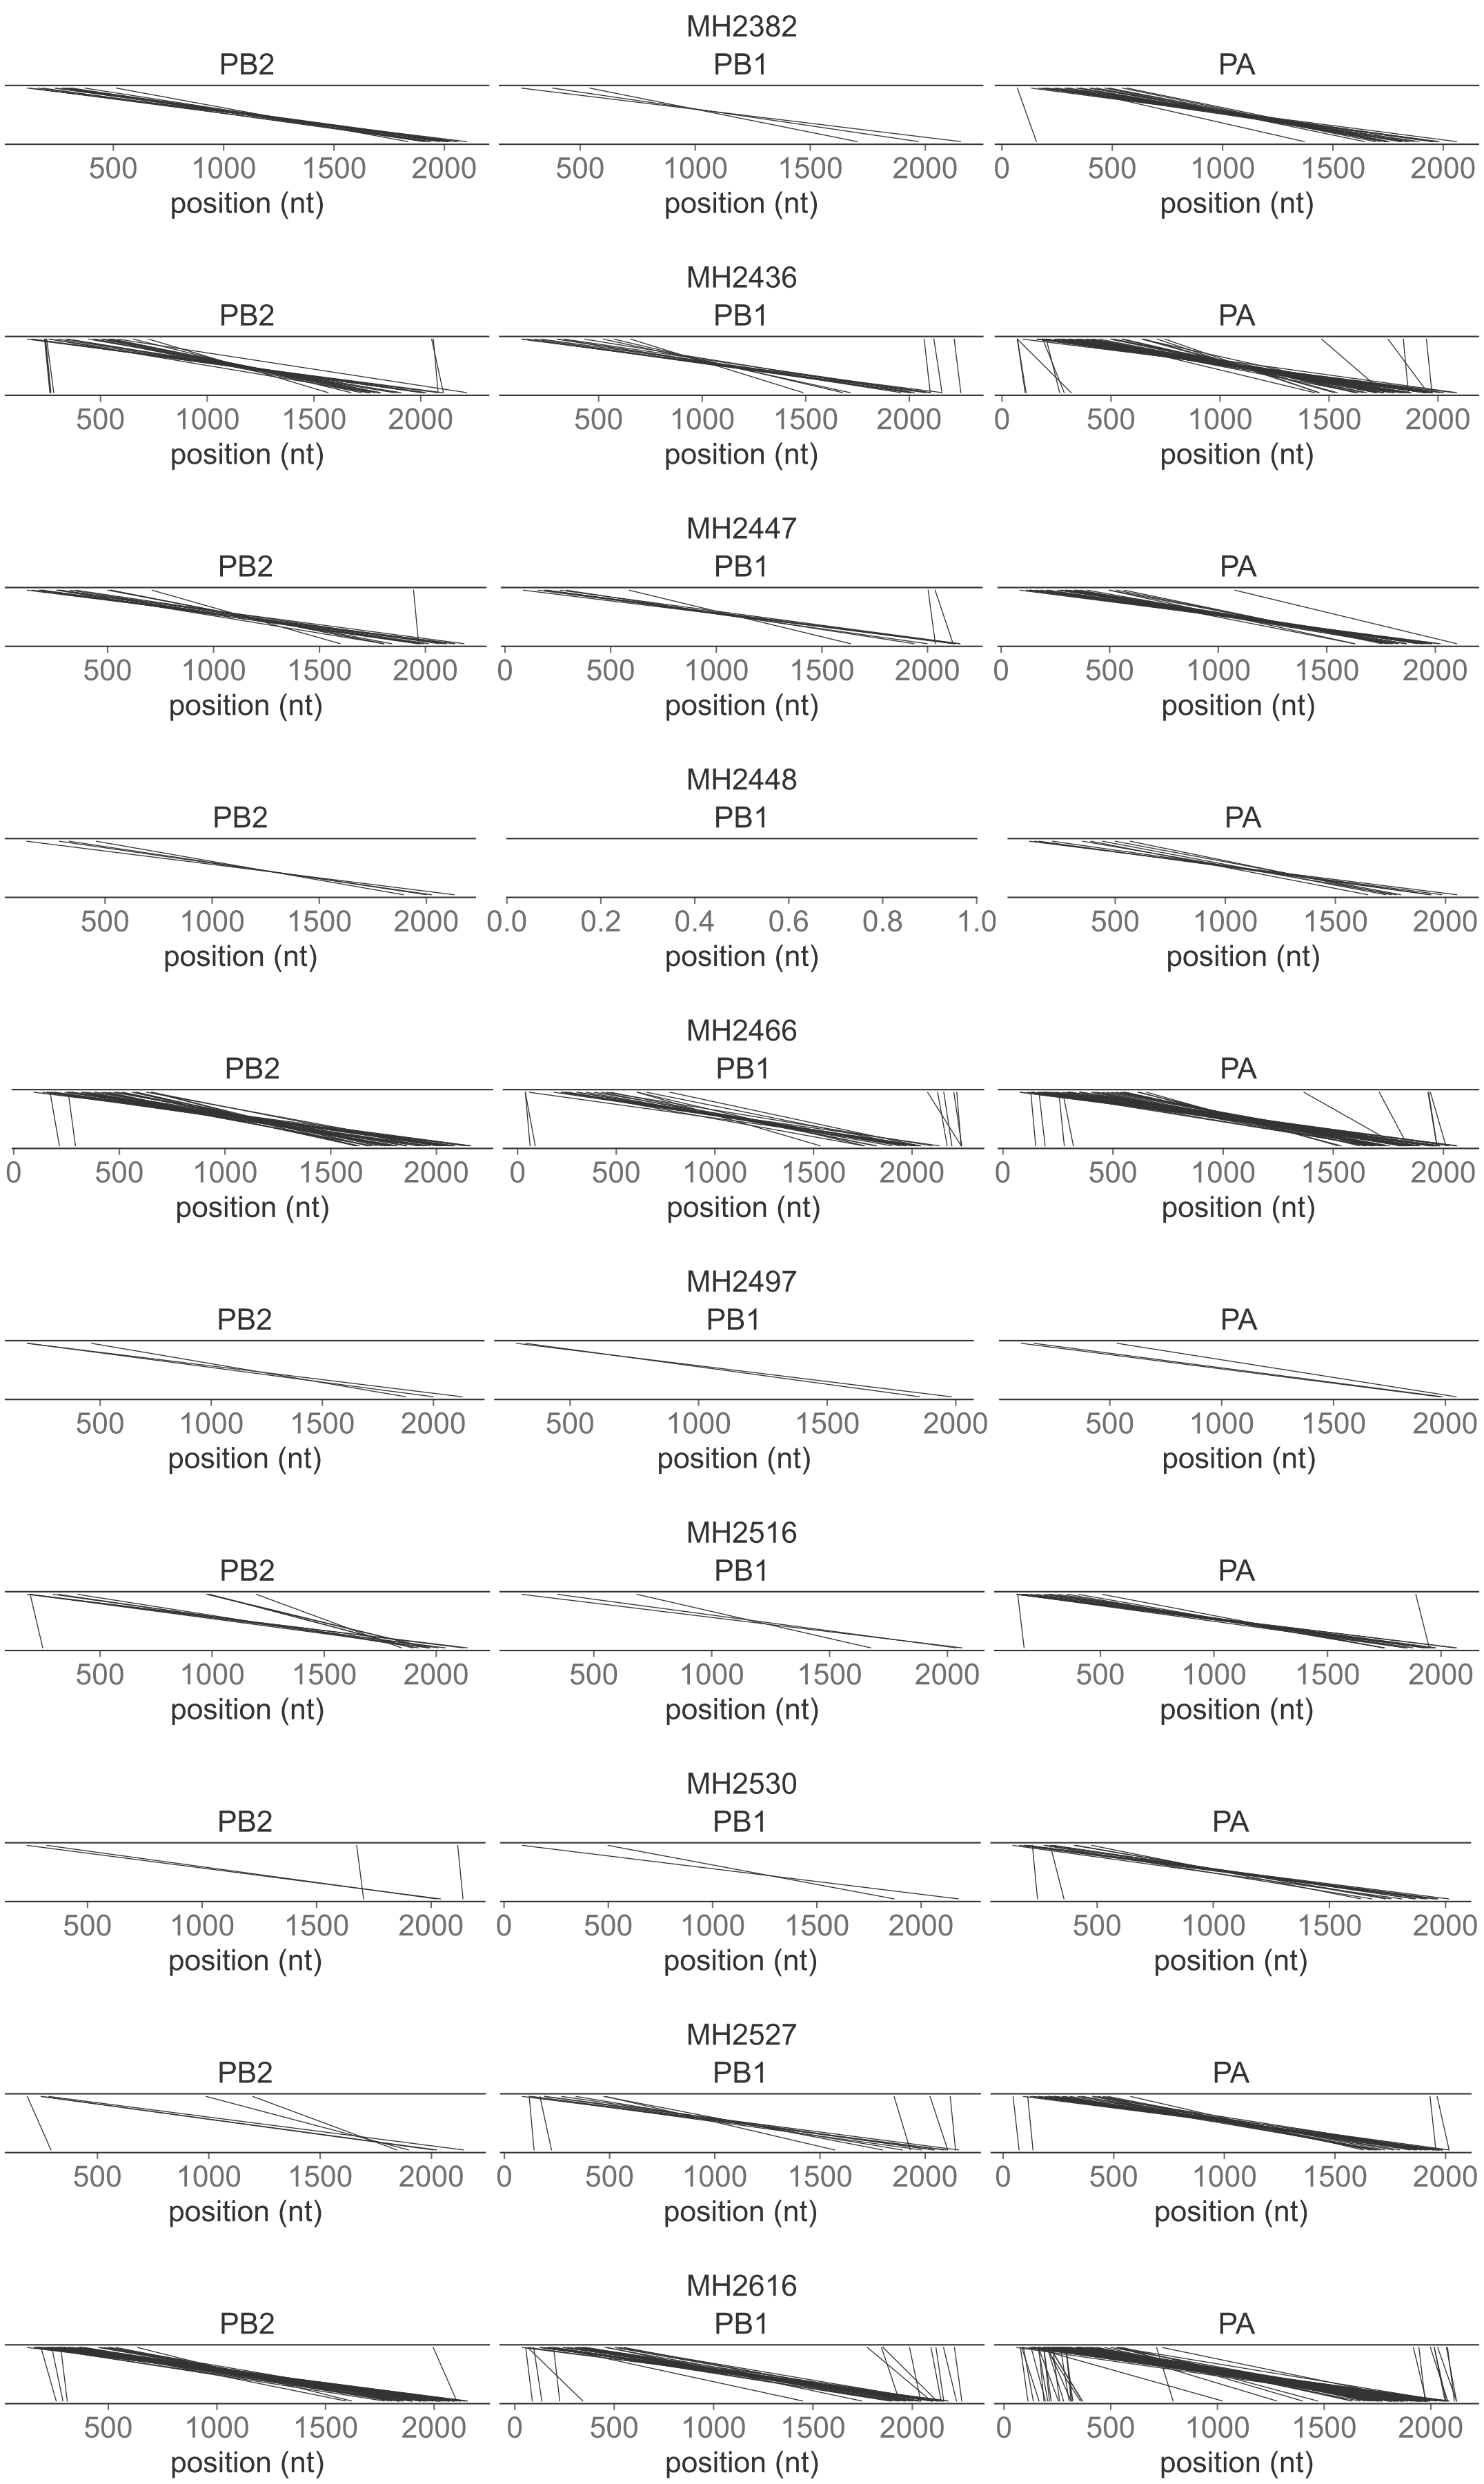 MH2382
PB2 PB1 PA
500 1000 1500 2000 500 1000 1500 2000 0 500 1000 1500 2000
position (nt) position (nt) position (nt)
MH2436
PB2 PB1 PA
500 1000 1500 2000 500 1000 1500 2000 0 500 1000 1500 2000
position (nt) position (nt) position (nt)
MH2447
PB2 PB1 PA
500 1000 1500 2000 0 500 1000 1500 2000 0 500 1000 1500 2000
position (nt) position (nt) position (nt)
MH2448
PB2 PB1 PA
500 1000 1500 2000 0.0 0.2 0.4 0.6 0.8 1.0 500 1000 1500 2000
position (nt) position (nt) position (nt)
MH2466
PB2 PB1 PA
0 500 1000 1500 2000 0 500 1000 1500 2000 0 500 1000 1500 2000
position (nt) position (nt) position (nt)
MH2497
PB2 PB1 PA
500 1000 1500 2000 500 1000 1500 2000 500 1000 1500 2000
position (nt) position (nt) position (nt)
MH2516
PB2 PB1 PA
500 1000 1500 2000 500 1000 1500 2000 500 1000 1500 2000
position (nt) position (nt) position (nt)
MH2530
PB2 PB1 PA
500 1000 1500 2000 0 500 1000 1500 2000 500 1000 1500 2000
position (nt) position (nt) position (nt)
MH2527
PB2 PB1 PA
500 1000 1500 2000 0 500 1000 1500 2000 0 500 1000 1500 2000
position (nt) position (nt) position (nt)
MH2616
PB2 PB1 PA
500 1000 1500 2000 0 500 1000 1500 2000 0 500 1000 1500 2000
position (nt) position (nt) position (nt)